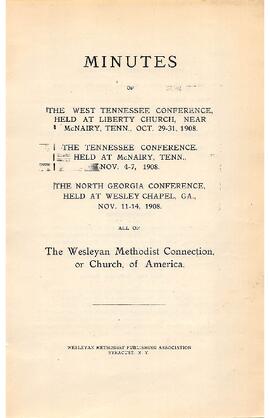 MINUTES
OF
THE WEST TENNESSEE CONFERENCE,
HELD AT LIBERTY CHURCH, NEAR
McNAIRY, TENN., OCT. 29-31, 1908.
THE TENNESSEE CONFERENCE,
HELD AT McNAIRY, TENN.,
NOV. 4-7, 1908.
THE NORTH GEORGIA CONFERENCE,
HELD AT WESLEY CHAPEL, GA.,
NOV. 11-14, 1908.
ALL OF
The Wesleyan Methodist Connection,
or Church, of America.
WESLEYAN METHODIST PUBLISHING ASSOCIATION
SYRACUSE, N. Y.